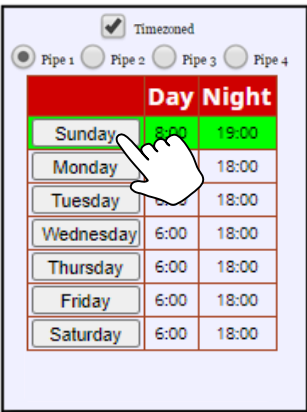 Timezoned
Pipe 1 Pipe 2 Pipe 3 Pipe 4
Day Night
Sunday 8:00 19:00
Monday 18:00
Tuesday 18:00
Wednesday 6:00 18:00
Thursday 6:00 18:00
Friday 6:00 18:00
Saturday 6:00 18:00